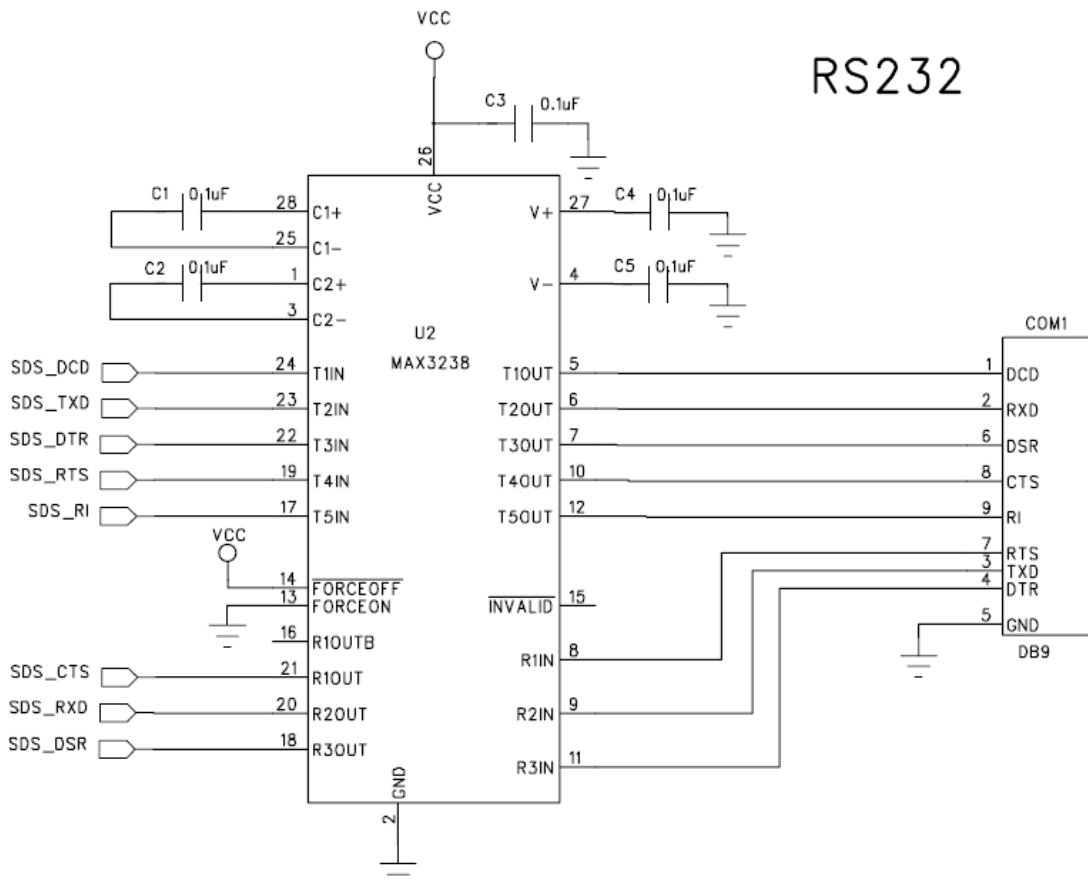 VCC
RS232
C3 0.1uF
26
VCC
C1 0.1uF
28 C1+
25 C1-
C2 0.1uF
1 C2+
3 C2-
V+ 27 C4 0.1uF
V- 4 C5 0.1uF
U2
MAX3238
COM1
SDS_DCD 24 T1IN T1OUT 5 1 DCD
SDS_TXD 23 T2IN T2OUT 6 2 RXD
SDS_DTR 22 T3IN T3OUT 7 6 DSR
SDS_RTS 19 T4IN T4OUT 10 8 CTS
SDS_RI 17 T5IN T5OUT 12 9 RI
VCC
7 RTS
3 TXD
4 DTR
14 FORCEOFF
13 FORCEON
INVALID 15
5 GND
DB9
16 R1OUTB
R1IN 8
SDS_CTS 21 R1OUT
SDS_RXD 20 R2OUT R2IN 9
SDS_DSR 18 R3OUT
R3IN 11
GND
2